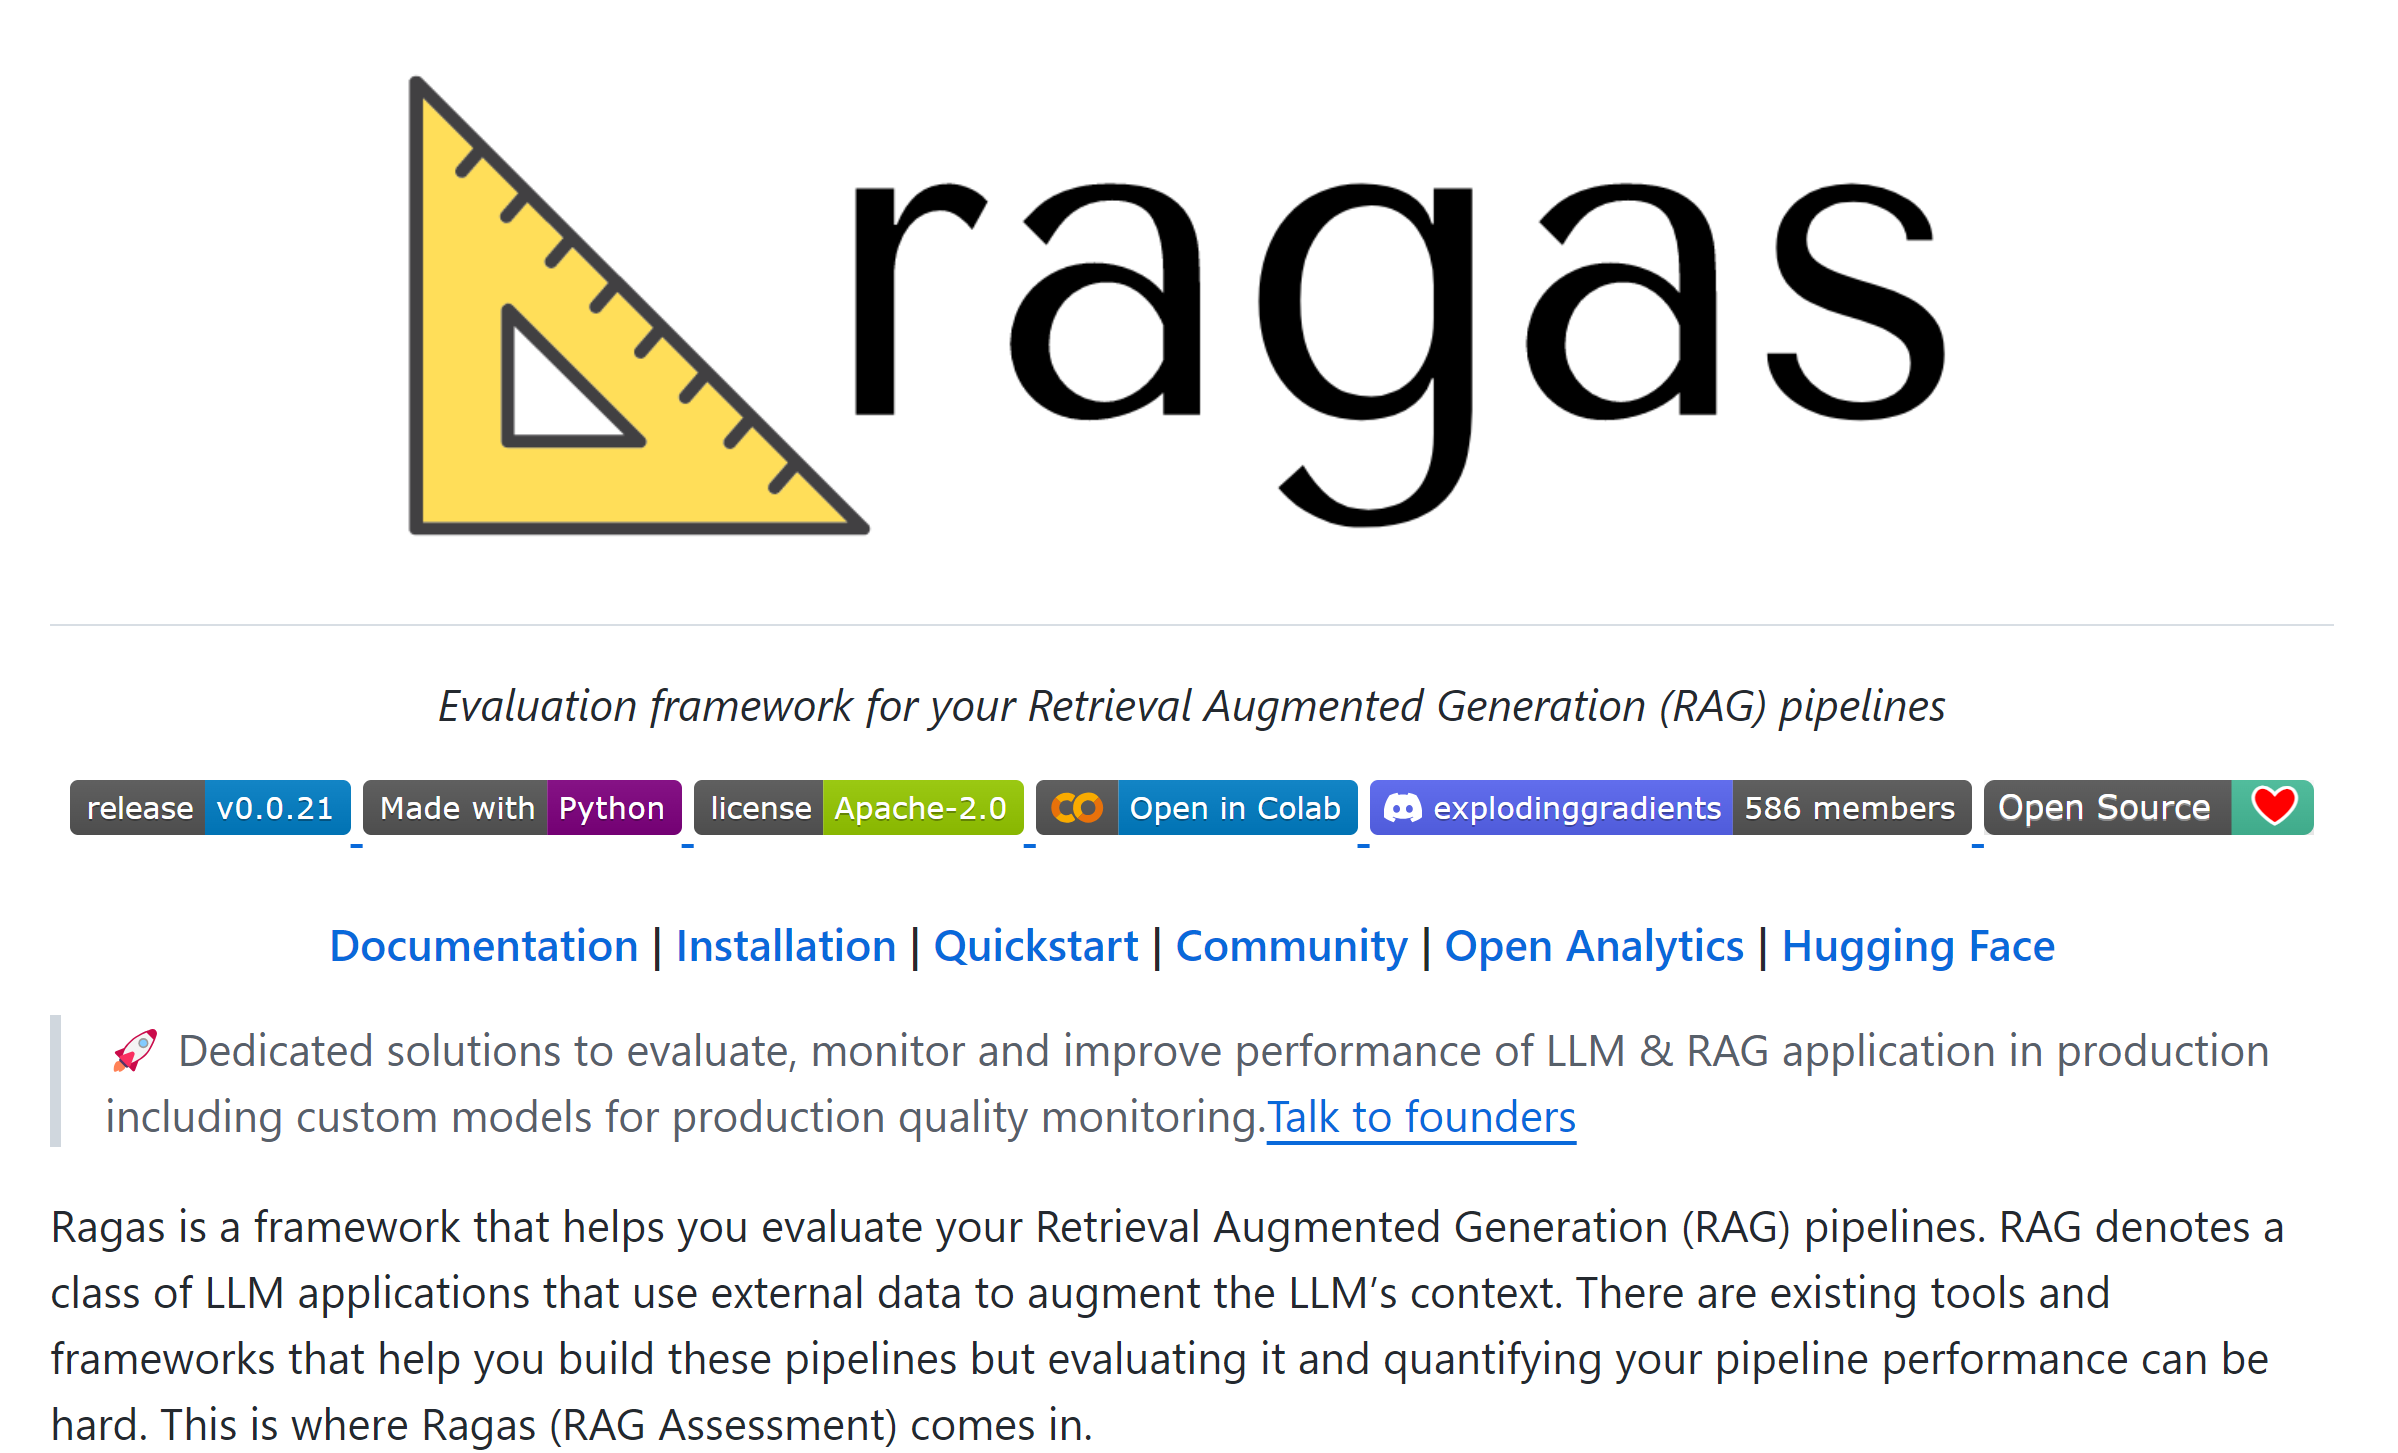 ragas
Evaluation framework for your Retrieval Augmented Generation (RAG) pipelines
release v0.0.21 Made with Python license Apache-2.0 Open in Colab explodinggradients 586 members Open Source
Documentation | Installation | Quickstart | Community | Open Analytics | Hugging Face
🚀 Dedicated solutions to evaluate, monitor and improve performance of LLM & RAG application in production
including custom models for production quality monitoring.Talk to founders
Ragas is a framework that helps you evaluate your Retrieval Augmented Generation (RAG) pipelines. RAG denotes a
class of LLM applications that use external data to augment the LLM’s context. There are existing tools and
frameworks that help you build these pipelines but evaluating it and quantifying your pipeline performance can be
hard. This is where Ragas (RAG Assessment) comes in.